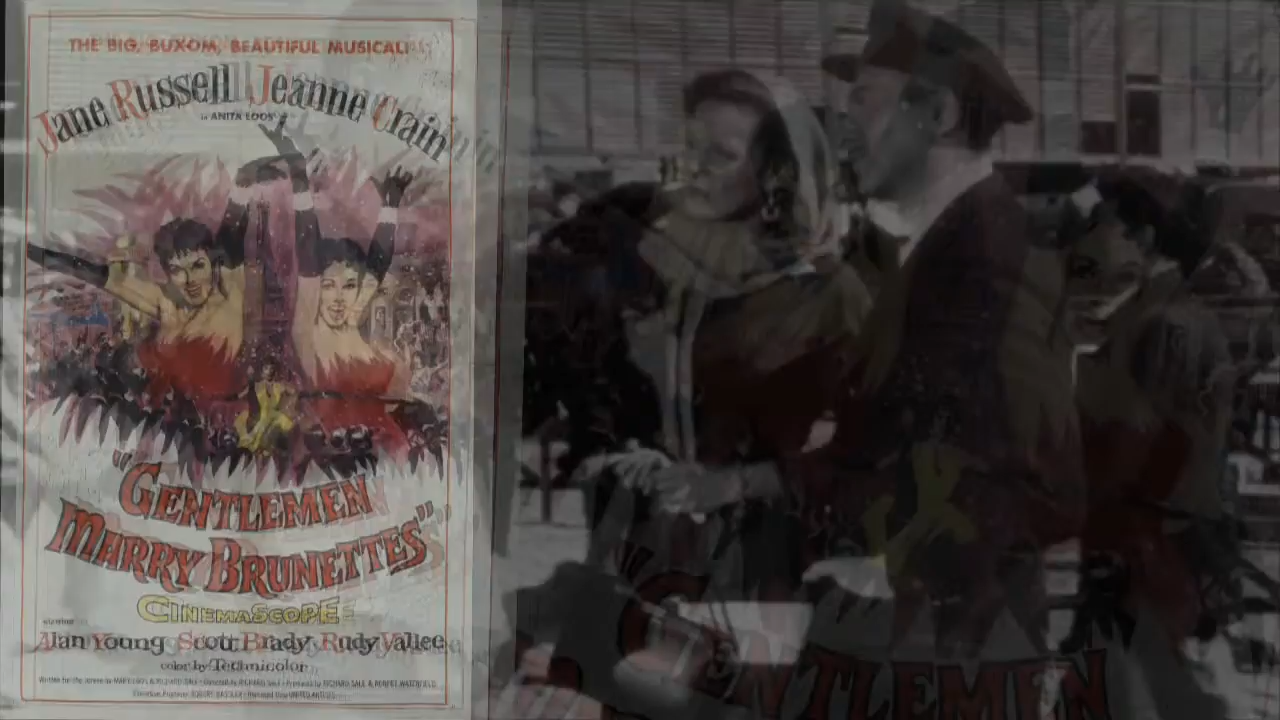 THE BIG, BUXOM, BEAUTIFUL MUSICAL!
Jane Russell Jeanne Crain
in ANITA LOOS'
"GENTLEMEN
MARRY BRUNETTES"
CINEMASCOPE
Alan Young Scott Brady Rudy Vallee
color by Technicolor
GENTLEMEN